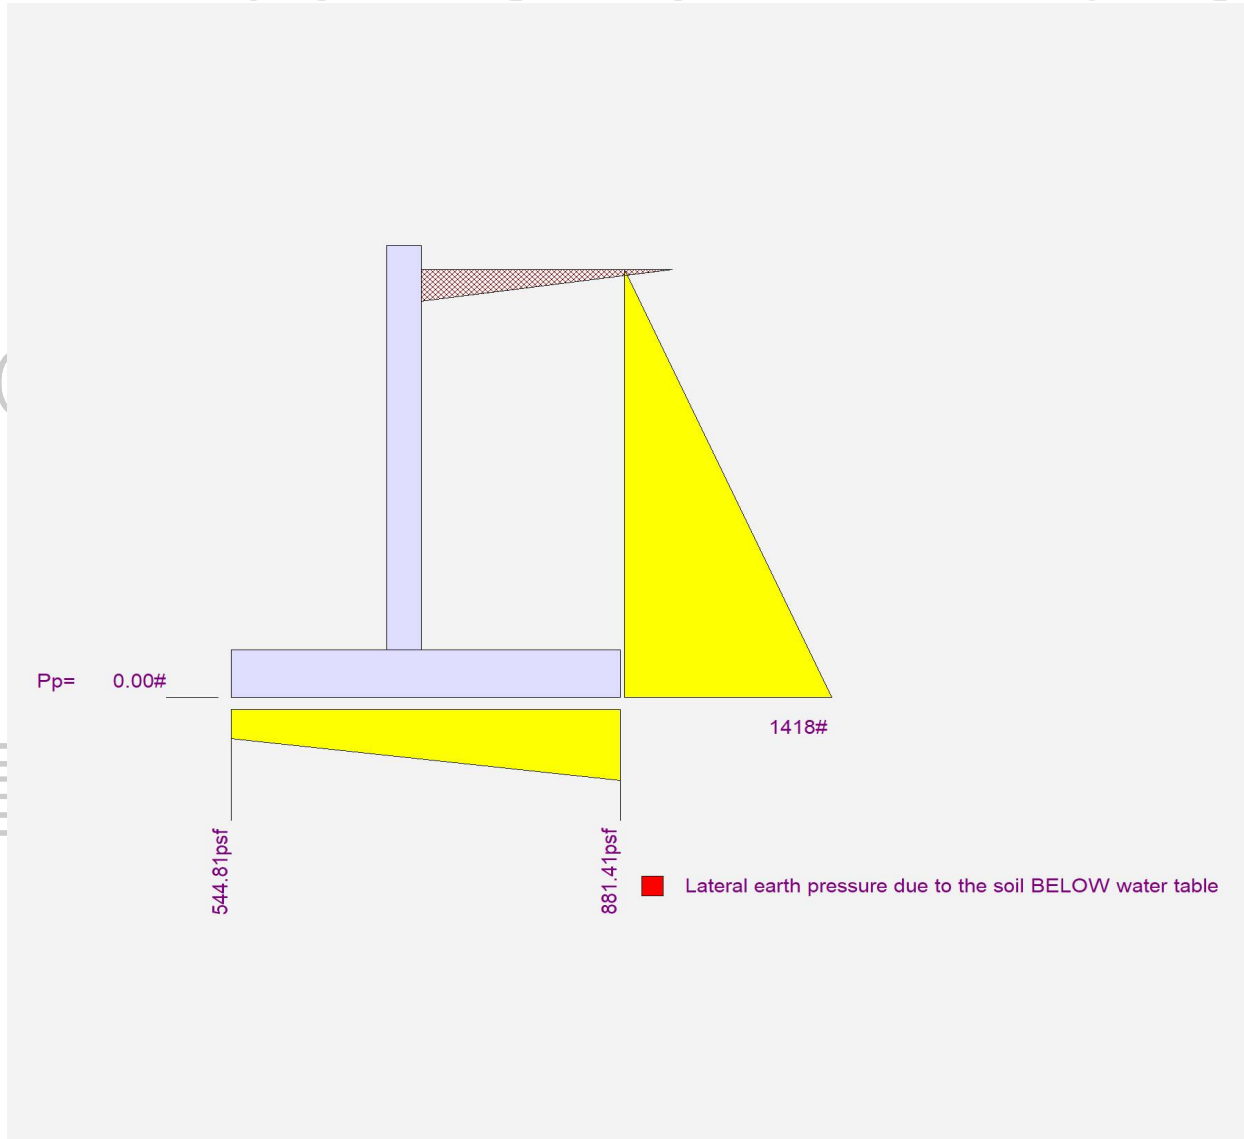 Pp= 0.00#
1418#
544.81psf
881.41psf
Lateral earth pressure due to the soil BELOW water table